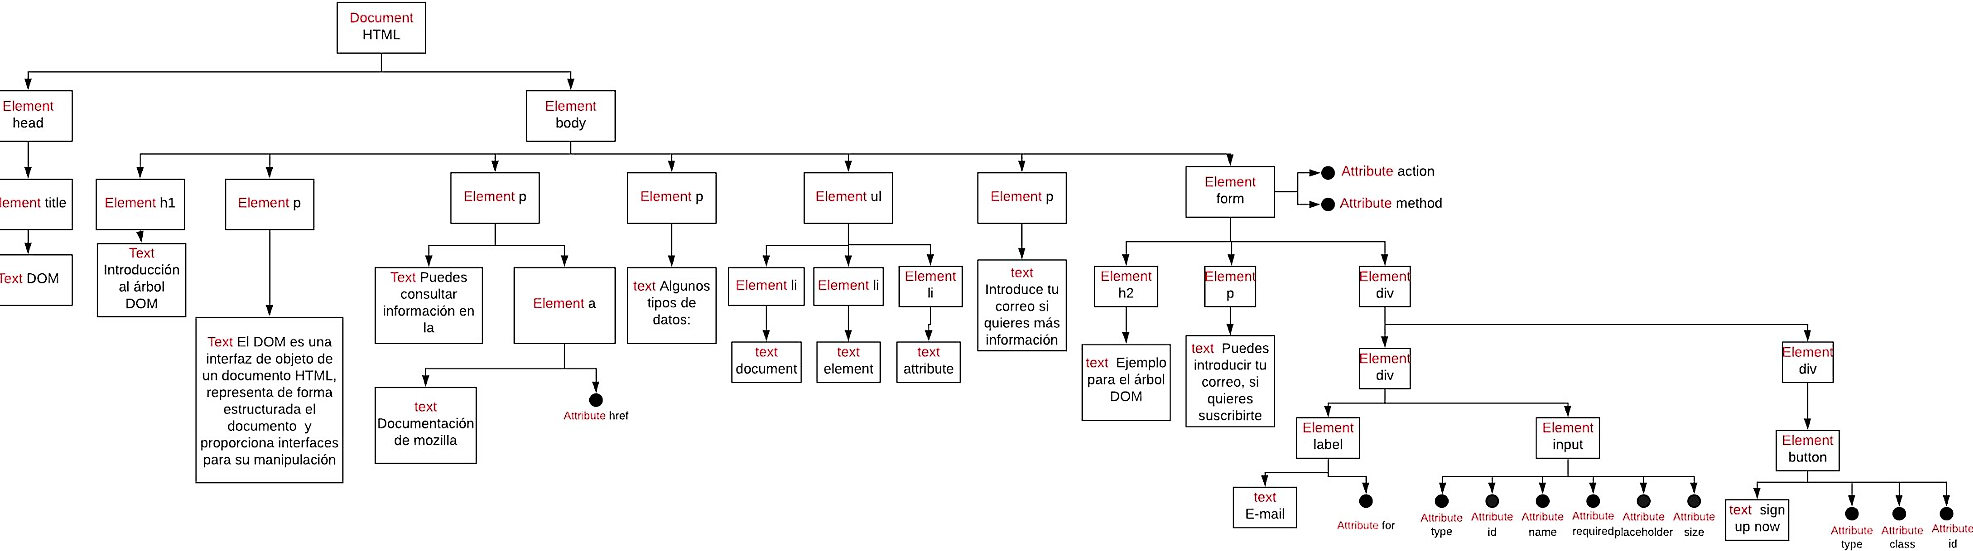 Document
HTML
Element
head
Element
body
lement title
Element h1
Element p
Element p
Element p
Element ul
Element p
Element
form
Attribute action
Attribute method
Text DOM
Text
Introducción
al árbol
DOM
Text El DOM es una
interfaz de objeto de
un documento HTML,
representa de forma
estructurada el
documento y
proporciona interfaces
para su manipulación
Text Puedes
consultar
información en
la
Element a
text
Documentación
de mozilla
Attribute href
text Algunos
tipos de
datos:
Element li
Element li
Element
li
text
document
text
element
text
attribute
text
Introduce tu
correo si
quieres más
información
Element
h2
Element
p
Element
div
text Ejemplo
para el árbol
DOM
text Puedes
introducir tu
correo, si
quieres
suscribirte
Element
div
Element
div
Element
label
Element
input
Element
button
text
E-mail
Attribute for
Attribute
type
Attribute
id
Attribute
name
Attribute
required
Attribute
placeholder
Attribute
size
text sign
up now
Attribute
type
Attribute
class
Attribute
id